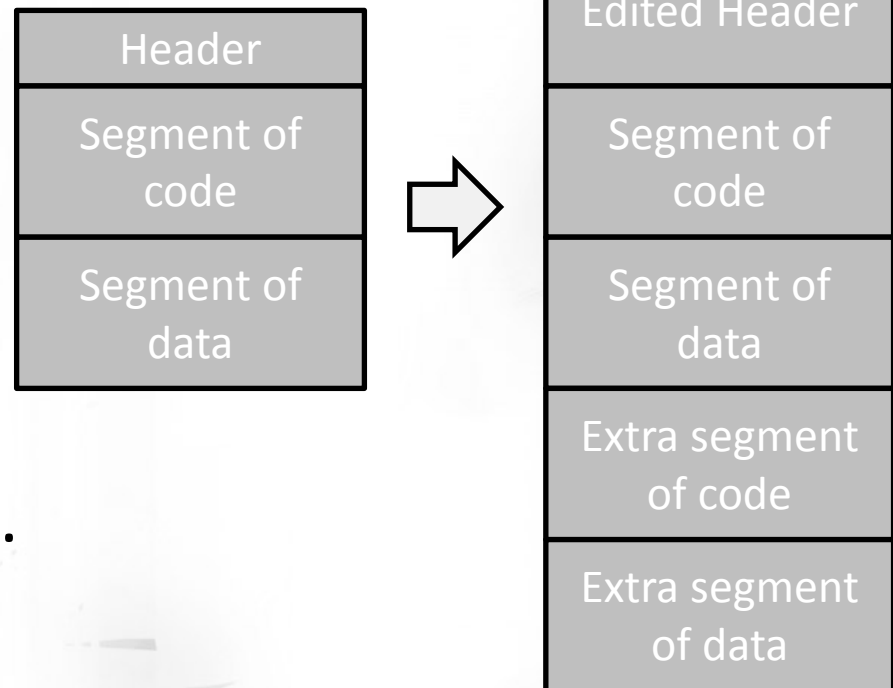 Header
Segment of
code
Segment of
data
.
Edited Header
Segment of
code
Segment of
data
Extra segment
of code
Extra segment
of data